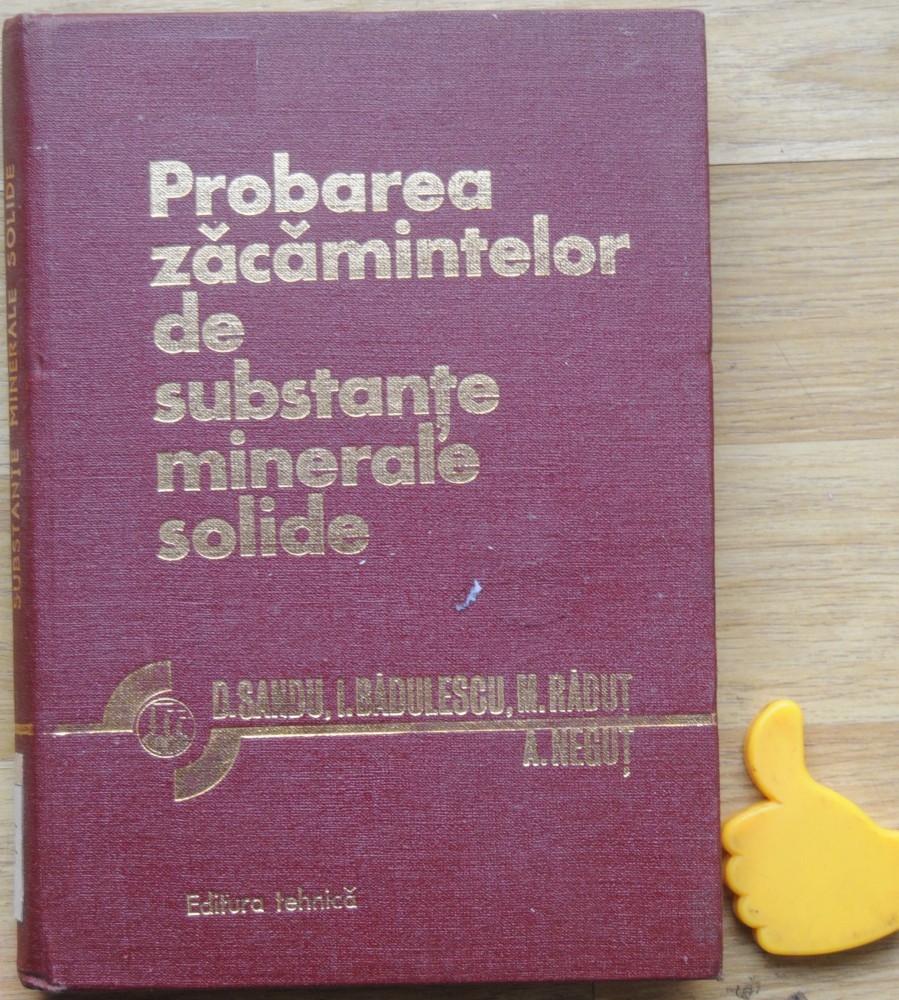 Probarea
zăcămintelor
de
substanțe
minerale
solide
D. SANDU, I. BĂDULESCU, M. RĂDUȚ
A. NEGUȚ
Editura tehnică
SUBSTANȚE MINERALE SOLIDE